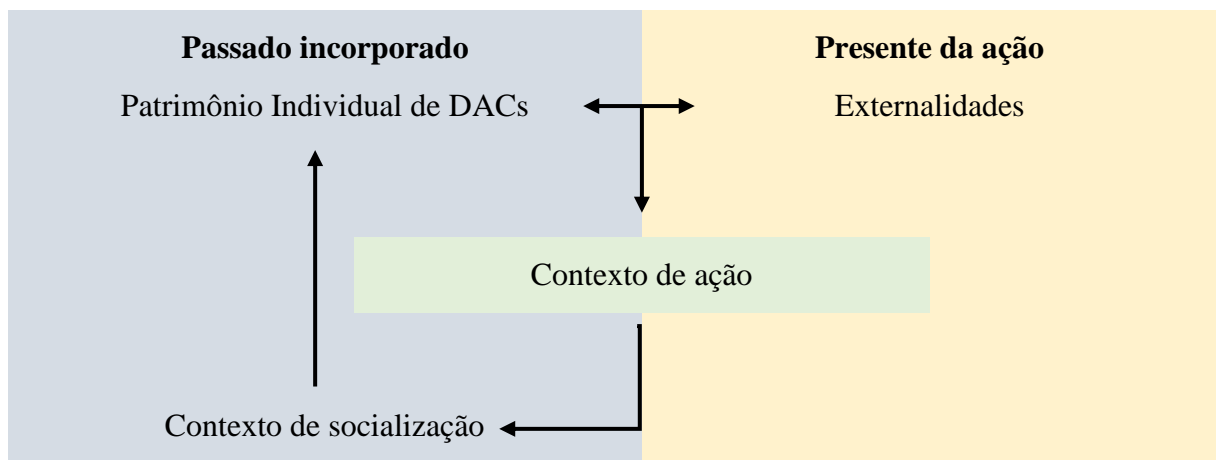 Passado incorporado
Presente da ação
Patrimônio Individual de DACs
Externalidades
Contexto de ação
Contexto de socialização